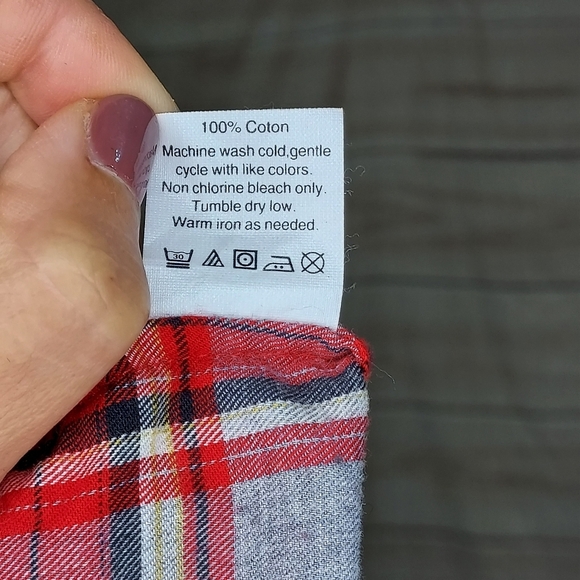 100% Coton
Machine wash cold,gentle
cycle with like colors.
Non chlorine bleach only.
Tumble dry low.
Warm iron as needed.
30